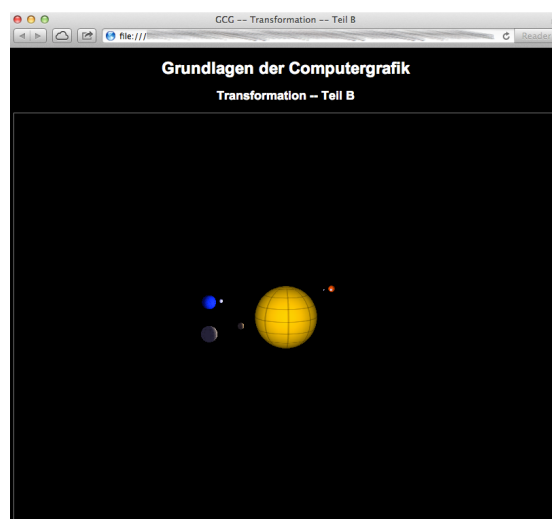 GCG -- Transformation -- Teil B
file:///
Reader
Grundlagen der Computergrafik
Transformation -- Teil B